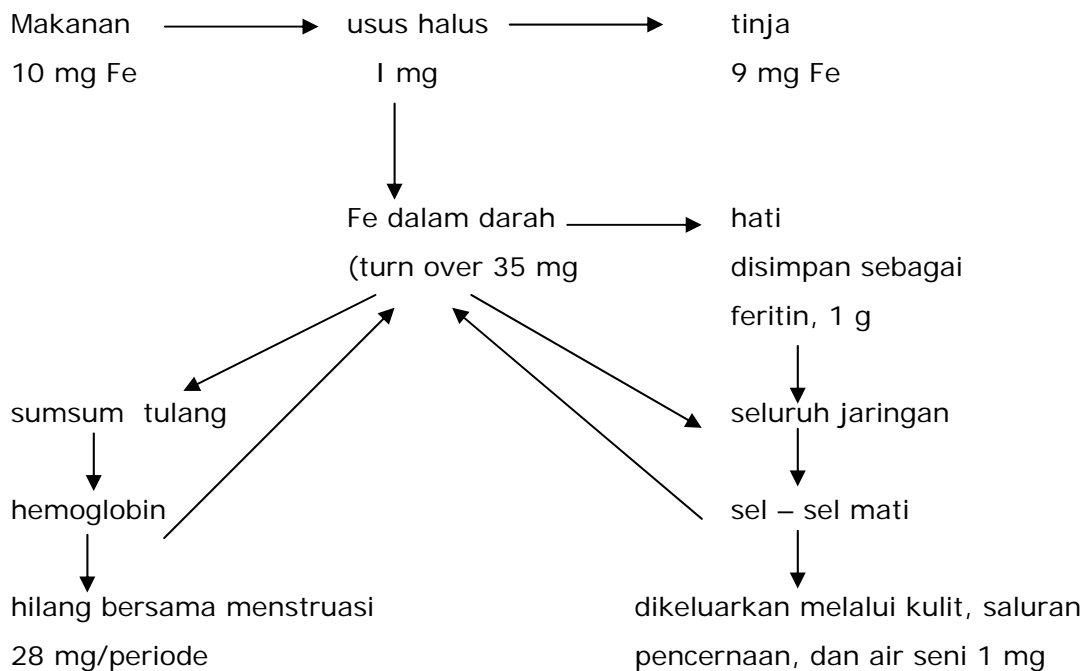 Makanan
usus halus
tinja
10 mg Fe
I mg
9 mg Fe
Fe dalam darah
(turn over 35 mg
hati
disimpan sebagai
feritin, 1 g
sumsum tulang
seluruh jaringan
hemoglobin
sel – sel mati
hilang bersama menstruasi
28 mg/periode
dikeluarkan melalui kulit, saluran
pencernaan, dan air seni 1 mg